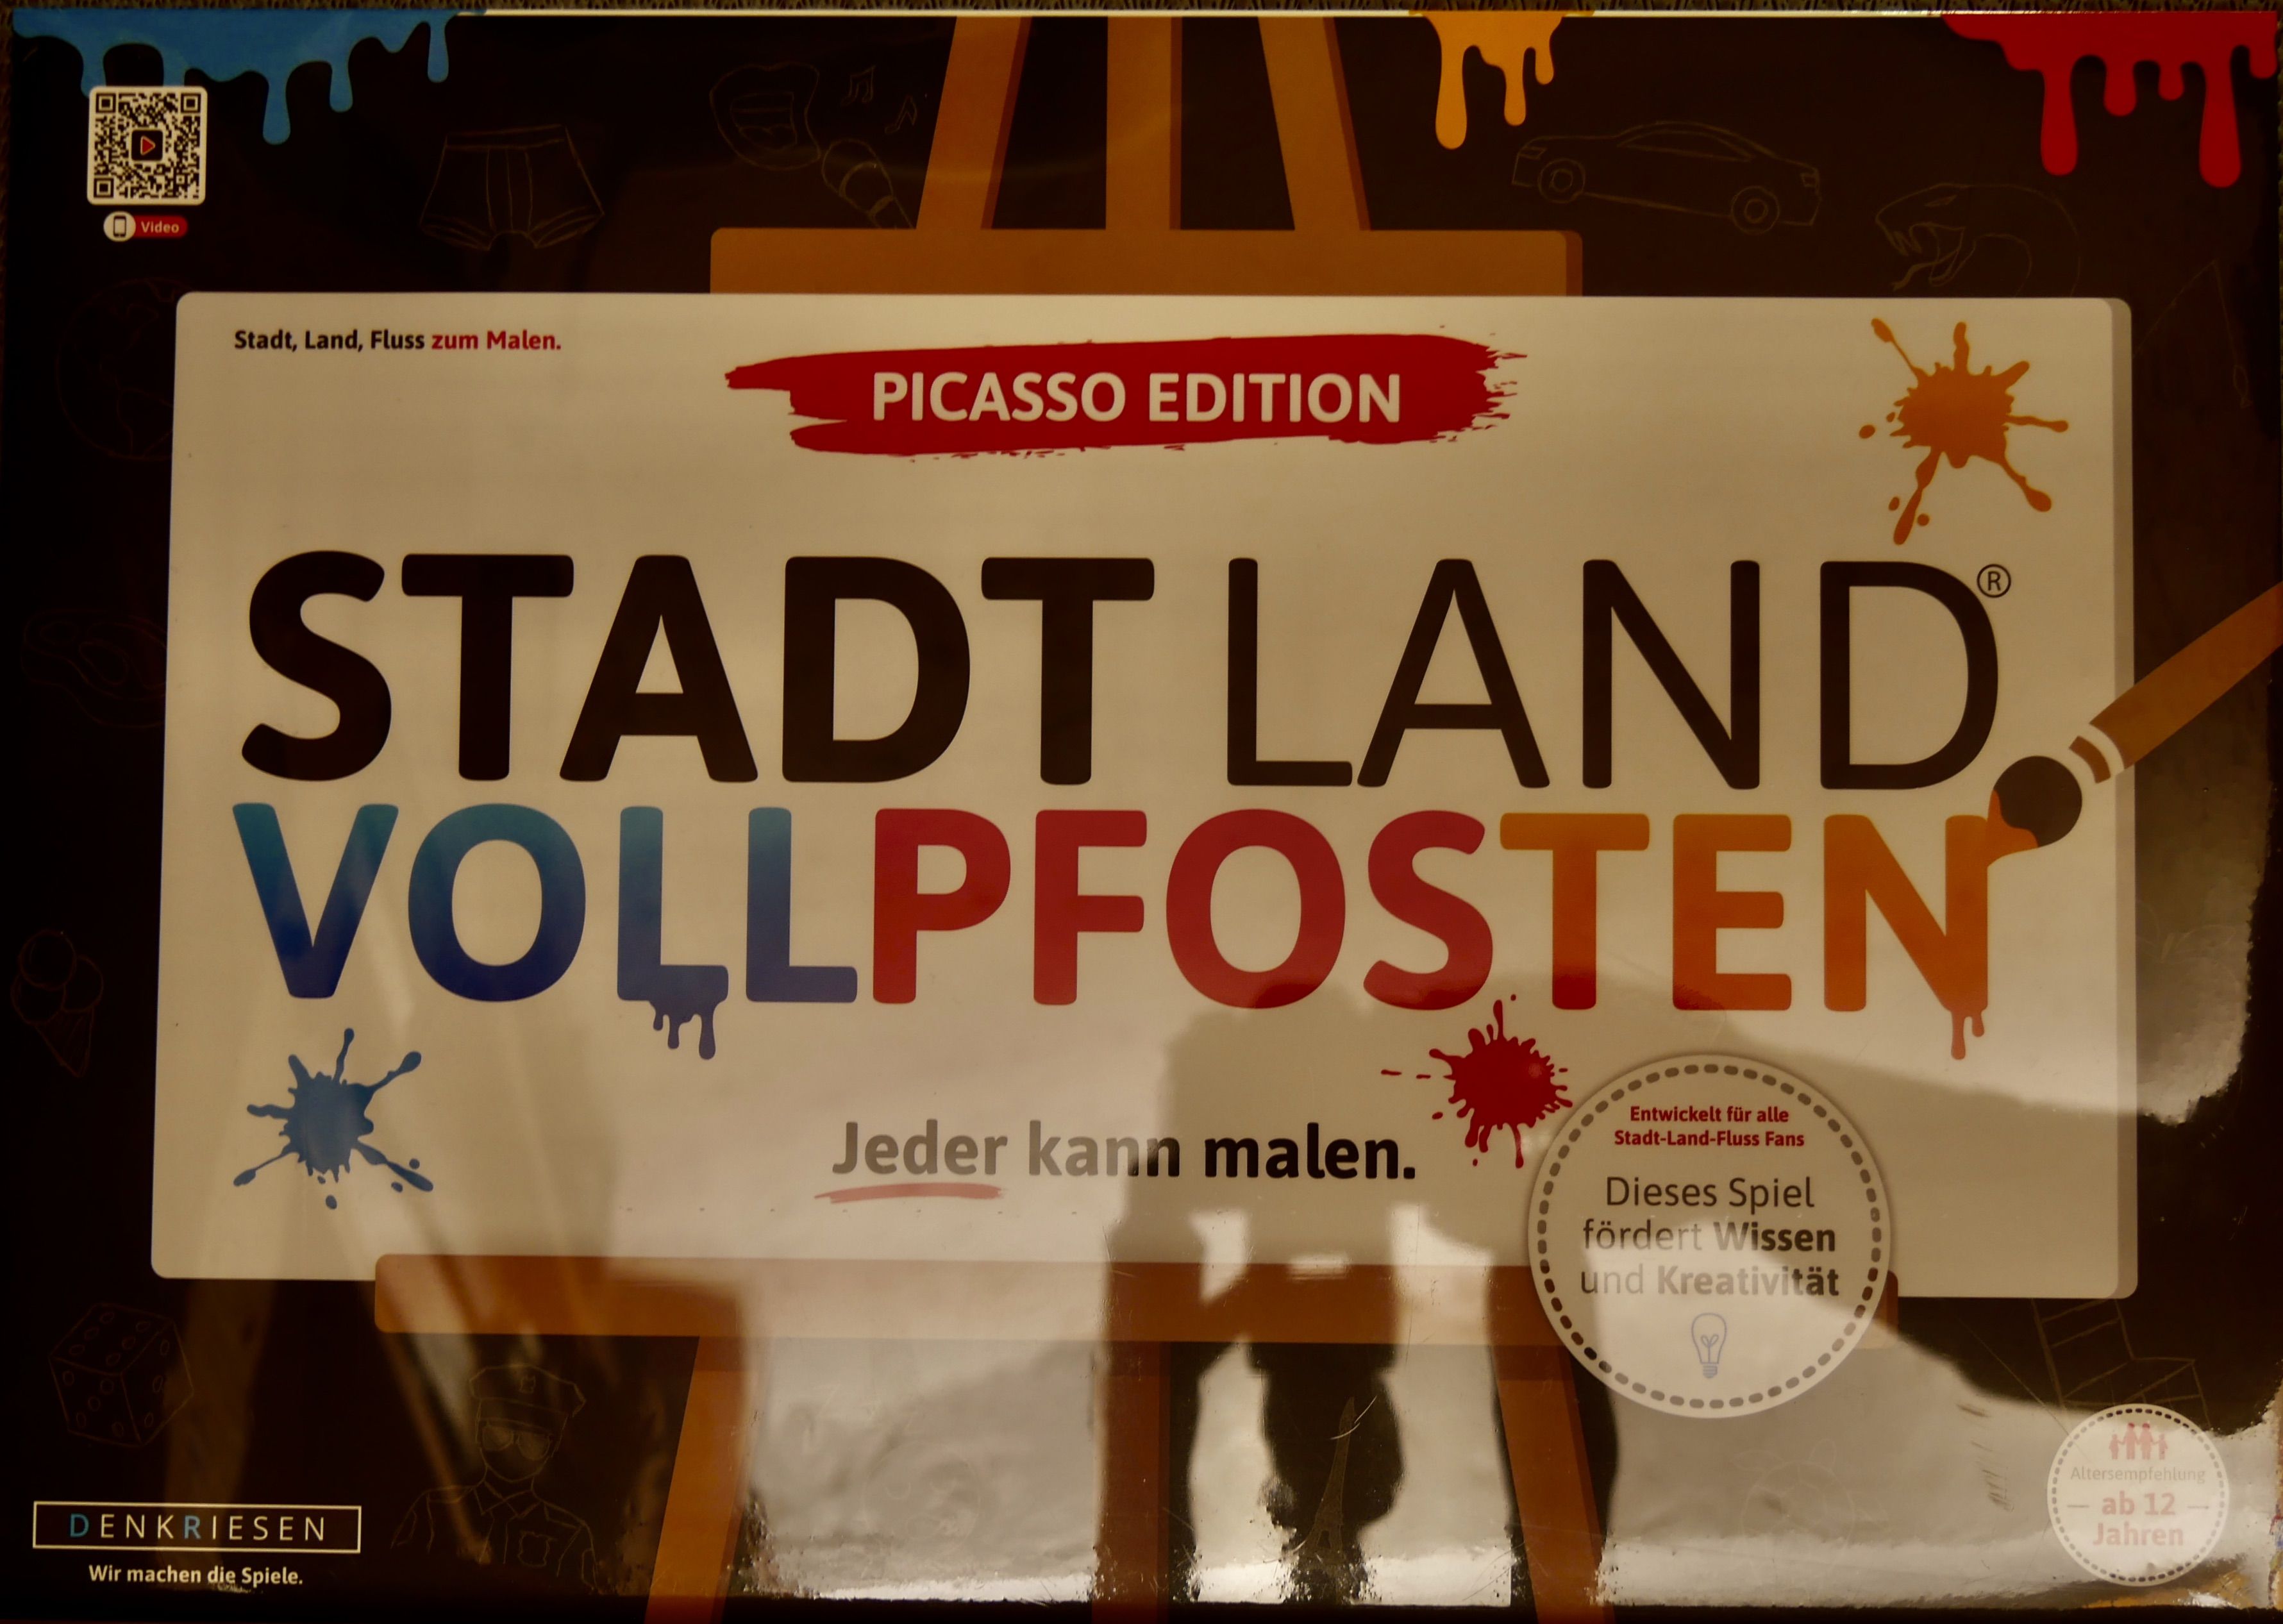 Video
Stadt, Land, Fluss zum Malen.
PICASSO EDITION
STADT LAND®
VOLLPFOSTEN
Jeder kann malen.
Entwickelt für alle
Stadt-Land-Fluss Fans
Dieses Spiel
fördert Wissen
und Kreativität
DENKRIESEN
Wir machen die Spiele.
Altersempfehlung
ab 12
Jahren